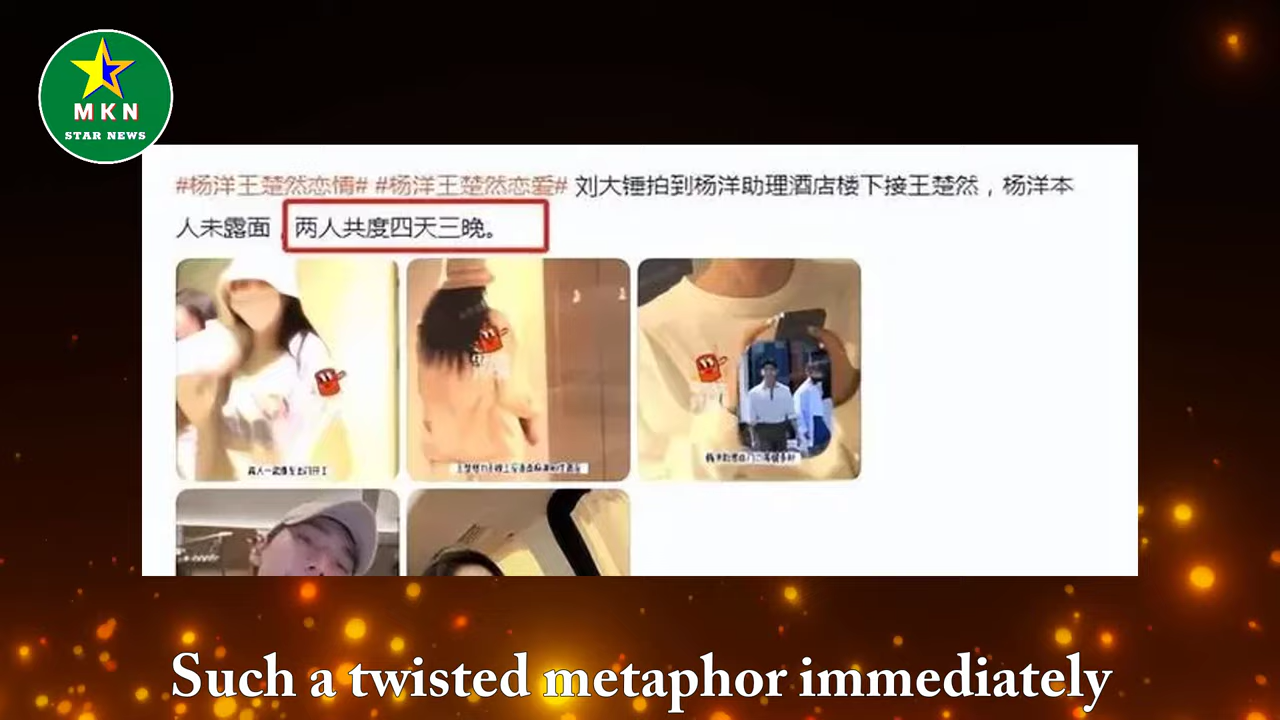 MKN
STAR NEWS
#杨洋王楚然恋情# #杨洋王楚然恋爱# 刘大锤拍到杨洋助理酒店楼下接王楚然，杨洋本
人未露面，两人共度四天三晚。
Such a twisted metaphor immediately